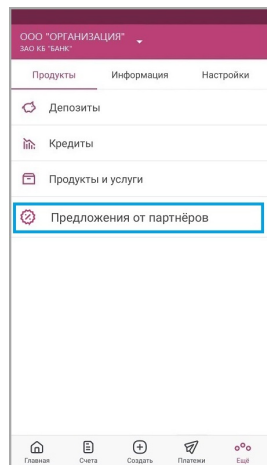 ООО "ОРГАНИЗАЦИЯ"
ЗАО КБ "БАНК"
Продукты Информация Настройки
Депозиты
Кредиты
Продукты и услуги
Предложения от партнёров
Главная Счета Создать Платежи Ещё